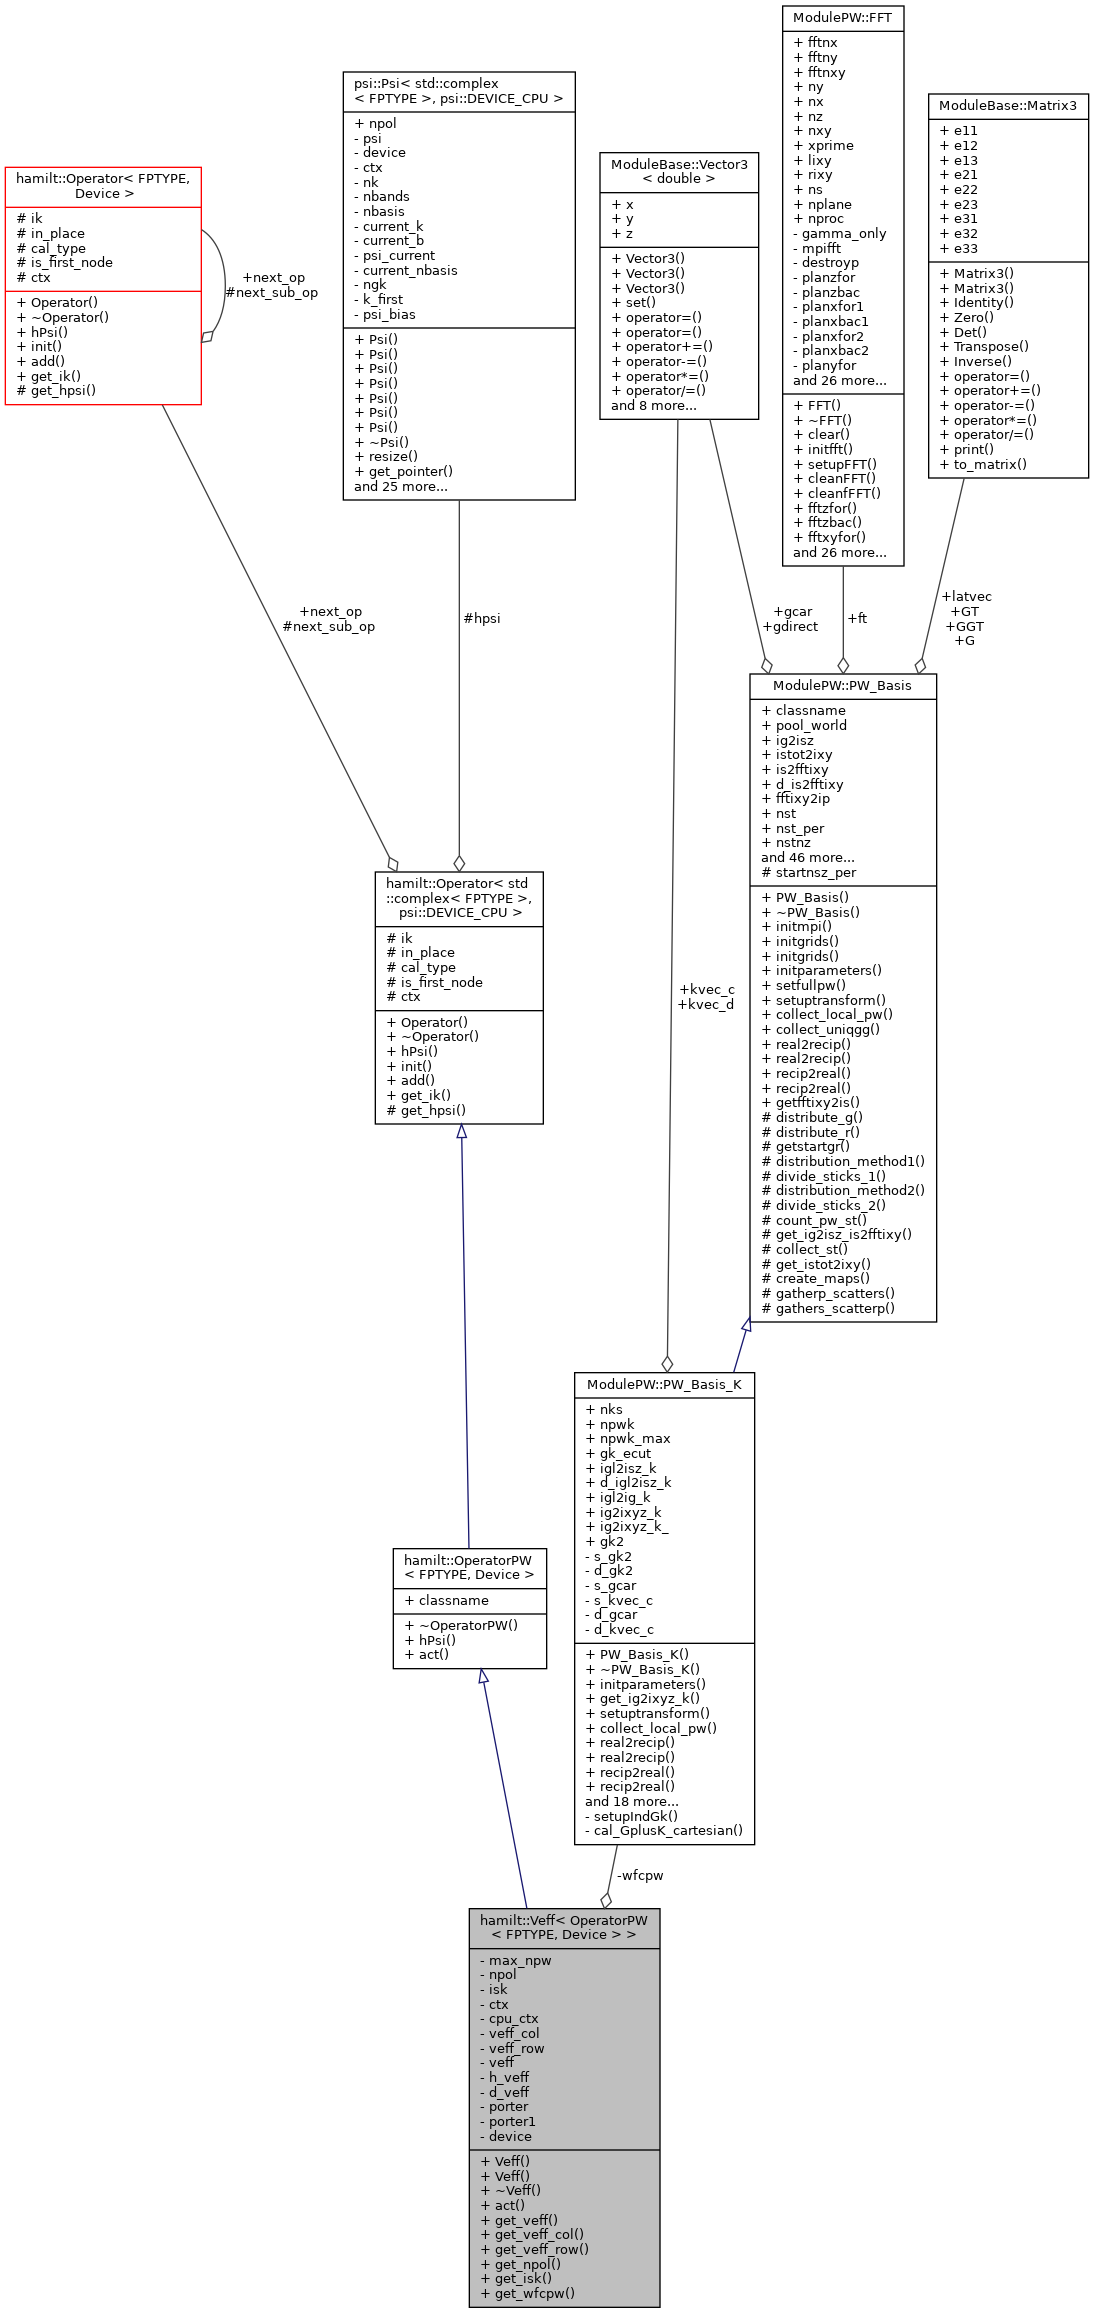 ModulePW::FFT
+ fftnx
+ fftny
+ fftnxy
+ ny
+ nx
+ nz
+ nxy
+ xprime
+ lixy
+ rixy
+ ns
+ nplane
+ nproc
- gamma_only
- mpifft
- destroyp
- planzfor
- planzbac
- planxfor1
- planxbac1
- planxfor2
- planxbac2
- planyfor
and 26 more...
+ FFT()
+ ~FFT()
+ clear()
+ initfft()
+ setupFFT()
+ cleanFFT()
+ cleanfFFT()
+ fftzfor()
+ fftzbac()
+ fftxyfor()
and 26 more...
psi::Psi< std::complex
< FPTYPE >, psi::DEVICE_CPU >
+ npol
- psi
- device
- ctx
- nk
- nbands
- nbasis
- current_k
- current_b
- psi_current
- current_nbasis
- ngk
- k_first
- psi_bias
+ Psi()
+ Psi()
+ Psi()
+ Psi()
+ Psi()
+ Psi()
+ Psi()
+ ~Psi()
+ resize()
+ get_pointer()
and 25 more...
ModuleBase::Matrix3
+ e11
+ e12
+ e13
+ e21
+ e22
+ e23
+ e31
+ e32
+ e33
+ Matrix3()
+ Matrix3()
+ Identity()
+ Zero()
+ Det()
+ Transpose()
+ Inverse()
+ operator=()
+ operator+=()
+ operator-=()
+ operator*=()
+ operator/=()
+ print()
+ to_matrix()
ModuleBase::Vector3
< double >
+ x
+ y
+ z
+ Vector3()
+ Vector3()
+ Vector3()
+ set()
+ operator=()
+ operator=()
+ operator+=()
+ operator-=()
+ operator*=()
+ operator/=()
and 8 more...
hamilt::Operator< FPTYPE,
Device >
# ik
# in_place
# cal_type
# is_first_node
# ctx
+ Operator()
+ ~Operator()
+ hPsi()
+ init()
+ add()
+ get_ik()
# get_hpsi()
+next_op
#next_sub_op
+next_op
#next_sub_op
#hpsi
+gcar
+gdirect
+ft
+latvec
+GT
+GGT
+G
ModulePW::PW_Basis
+ classname
+ pool_world
+ ig2isz
+ istot2ixy
+ is2fftixy
+ d_is2fftixy
+ fftixy2ip
+ nst
+ nst_per
+ nstnz
and 46 more...
# startnsz_per
+ PW_Basis()
+ ~PW_Basis()
+ initmpi()
+ initgrids()
+ initgrids()
+ initparameters()
+ setfullpw()
+ setuptransform()
+ collect_local_pw()
+ collect_uniqgg()
+ real2recip()
+ real2recip()
+ recip2real()
+ recip2real()
+ getfftixy2is()
# distribute_g()
# distribute_r()
# getstartgr()
# distribution_method1()
# divide_sticks_1()
# distribution_method2()
# divide_sticks_2()
# count_pw_st()
# get_ig2isz_is2fftixy()
# collect_st()
# get_istot2ixy()
# create_maps()
# gatherp_scatters()
# gathers_scatterp()
hamilt::Operator< std
::complex< FPTYPE >,
psi::DEVICE_CPU >
# ik
# in_place
# cal_type
# is_first_node
# ctx
+ Operator()
+ ~Operator()
+ hPsi()
+ init()
+ add()
+ get_ik()
# get_hpsi()
+kvec_c
+kvec_d
ModulePW::PW_Basis_K
+ nks
+ npwk
+ npwk_max
+ gk_ecut
+ igl2isz_k
+ d_igl2isz_k
+ igl2ig_k
+ ig2ixyz_k
+ ig2ixyz_k_
+ gk2
- s_gk2
- d_gk2
- s_gcar
- s_kvec_c
- d_gcar
- d_kvec_c
+ PW_Basis_K()
+ ~PW_Basis_K()
+ initparameters()
+ get_ig2ixyz_k()
+ setuptransform()
+ collect_local_pw()
+ real2recip()
+ real2recip()
+ recip2real()
+ recip2real()
and 18 more...
- setupIndGk()
- cal_GplusK_cartesian()
hamilt::OperatorPW
< FPTYPE, Device >
+ classname
+ ~OperatorPW()
+ hPsi()
+ act()
-wfcpw
hamilt::Veff< OperatorPW
< FPTYPE, Device > >
- max_npw
- npol
- isk
- ctx
- cpu_ctx
- veff_col
- veff_row
- veff
- h_veff
- d_veff
- porter
- porter1
- device
+ Veff()
+ Veff()
+ ~Veff()
+ act()
+ get_veff()
+ get_veff_col()
+ get_veff_row()
+ get_npol()
+ get_isk()
+ get_wfcpw()